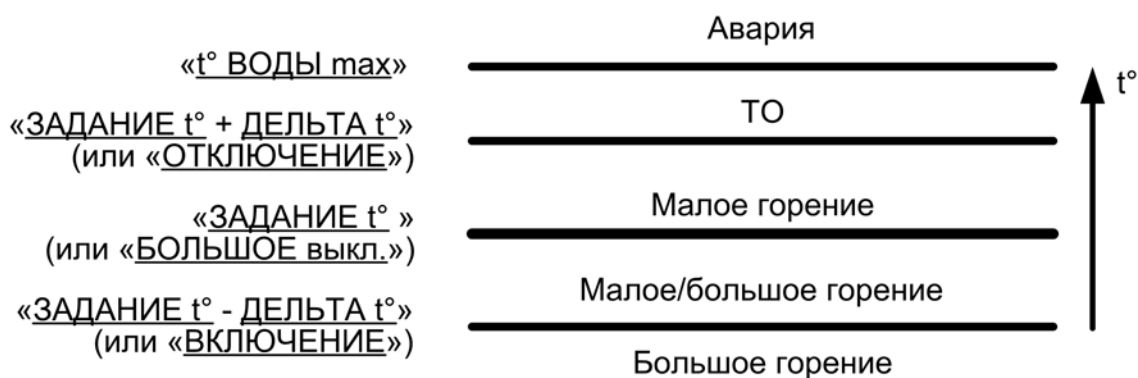 Авария
«t° ВОДЫ max»
t°
ТО
«ЗАДАНИЕ t° + ДЕЛЬТА t°»
(или «ОТКЛЮЧЕНИЕ»)
Малое горение
«ЗАДАНИЕ t° »
(или «БОЛЬШОЕ выкл.»)
Малое/большое горение
«ЗАДАНИЕ t° - ДЕЛЬТА t°»
(или «ВКЛЮЧЕНИЕ»)
Большое горение